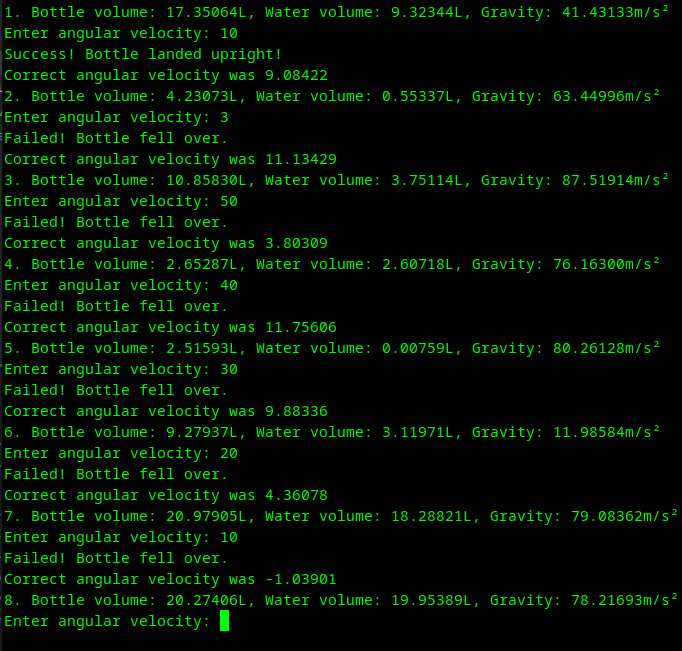 1. Bottle volume: 17.35064L, Water volume: 9.32344L, Gravity: 41.43133m/s²
Enter angular velocity: 10
Success! Bottle landed upright!
Correct angular velocity was 9.08422
2. Bottle volume: 4.23073L, Water volume: 0.55337L, Gravity: 63.44996m/s²
Enter angular velocity: 3
Failed! Bottle fell over.
Correct angular velocity was 11.13429
3. Bottle volume: 10.85830L, Water volume: 3.75114L, Gravity: 87.51914m/s²
Enter angular velocity: 50
Failed! Bottle fell over.
Correct angular velocity was 3.80309
4. Bottle volume: 2.65287L, Water volume: 2.60718L, Gravity: 76.16300m/s²
Enter angular velocity: 40
Failed! Bottle fell over.
Correct angular velocity was 11.75606
5. Bottle volume: 2.51593L, Water volume: 0.00759L, Gravity: 80.26128m/s²
Enter angular velocity: 30
Failed! Bottle fell over.
Correct angular velocity was 9.88336
6. Bottle volume: 9.27937L, Water volume: 3.11971L, Gravity: 11.98584m/s²
Enter angular velocity: 20
Failed! Bottle fell over.
Correct angular velocity was 4.36078
7. Bottle volume: 20.97905L, Water volume: 18.28821L, Gravity: 79.08362m/s²
Enter angular velocity: 10
Failed! Bottle fell over.
Correct angular velocity was -1.03901
8. Bottle volume: 20.27406L, Water volume: 19.95389L, Gravity: 78.21693m/s²
Enter angular velocity: